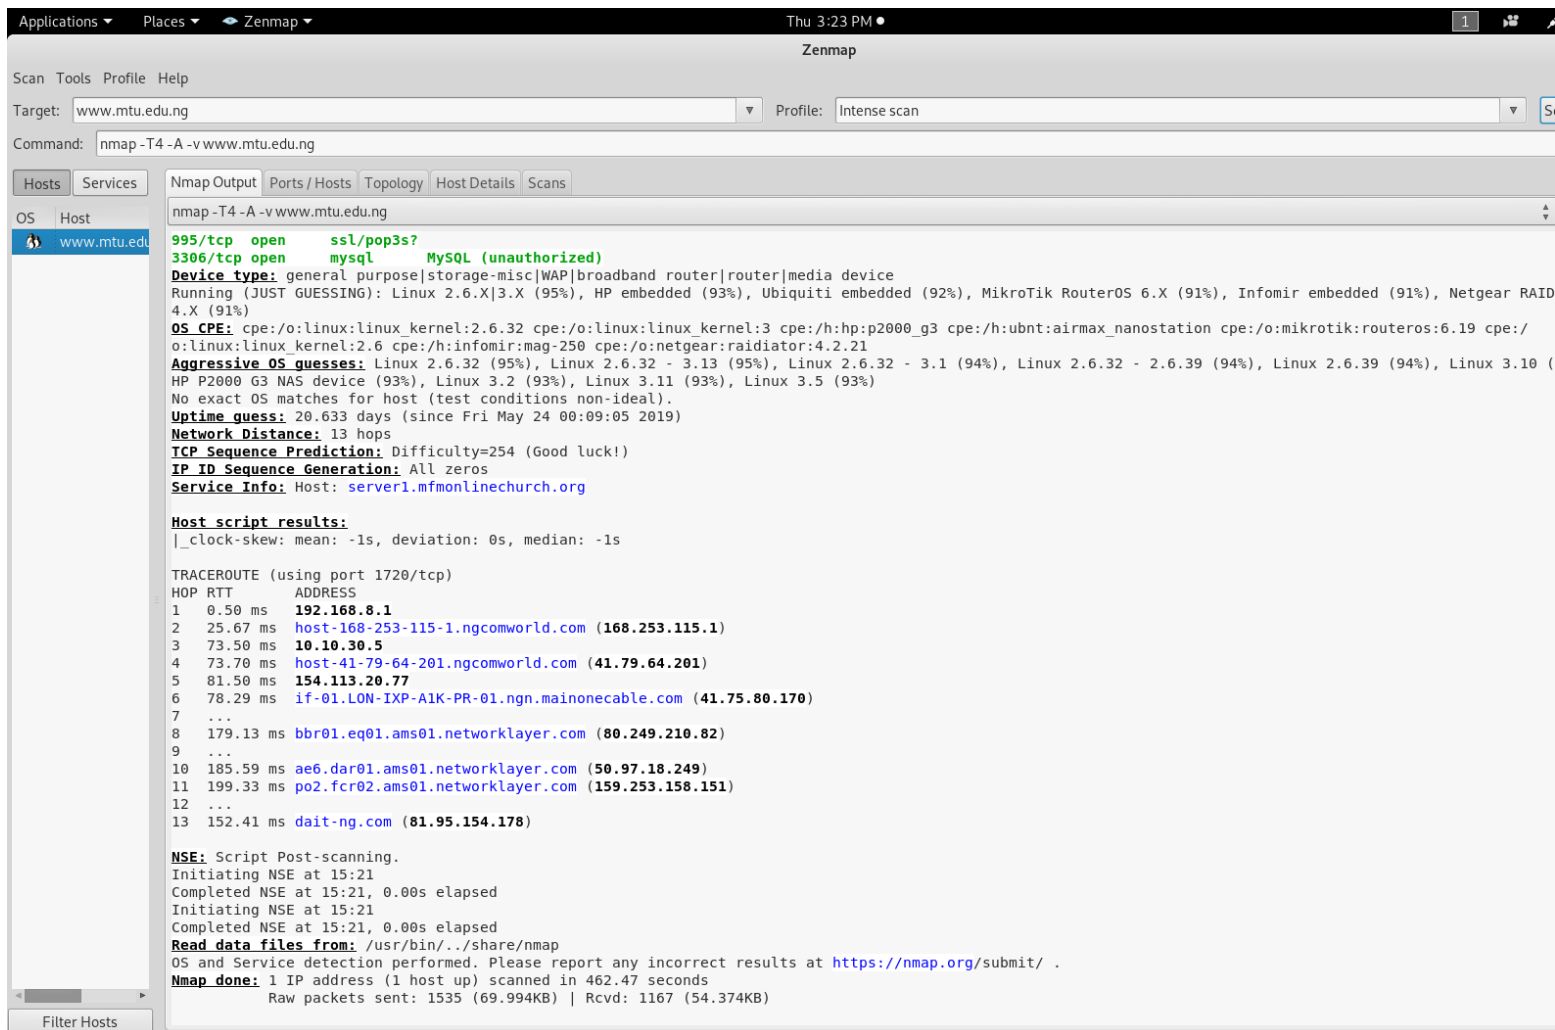 Applications Places Zenmap Thu 3:23 PM 1
Zenmap
Scan Tools Profile Help
Target: www.mtu.edu.ng Profile: Intense scan
Command: nmap -T4 -A -v www.mtu.edu.ng
Hosts Services Nmap Output Ports / Hosts Topology Host Details Scans
OS Host nmap -T4 -A -v www.mtu.edu.ng
www.mtu.edu
995/tcp open ssl/pop3s?
3306/tcp open mysql MySQL (unauthorized)
Device type: general purpose|storage-misc|WAP|broadband router|router|media device
Running (JUST GUESSING): Linux 2.6.X|3.X (95%), HP embedded (93%), Ubiquiti embedded (92%), MikroTik RouterOS 6.X (91%), Infomir embedded (91%), Netgear RAID
4.X (91%)
OS CPE: cpe:/o:linux:linux_kernel:2.6.32 cpe:/o:linux:linux_kernel:3 cpe:/h:hp:p2000_g3 cpe:/h:ubnt:airmax_nanostation cpe:/o:mikrotik:routeros:6.19 cpe:/
o:linux:linux_kernel:2.6 cpe:/h:infomir:mag-250 cpe:/o:netgear:raidiator:4.2.21
Aggressive OS guesses: Linux 2.6.32 (95%), Linux 2.6.32 - 3.13 (95%), Linux 2.6.32 - 3.1 (94%), Linux 2.6.32 - 2.6.39 (94%), Linux 2.6.39 (94%), Linux 3.10 (
HP P2000 G3 NAS device (93%), Linux 3.2 (93%), Linux 3.11 (93%), Linux 3.5 (93%)
No exact OS matches for host (test conditions non-ideal).
Uptime guess: 20.633 days (since Fri May 24 00:09:05 2019)
Network Distance: 13 hops
TCP Sequence Prediction: Difficulty=254 (Good luck!)
IP ID Sequence Generation: All zeros
Service Info: Host: server1.mfmonlinechurch.org
Host script results:
|_clock-skew: mean: -1s, deviation: 0s, median: -1s
TRACEROUTE (using port 1720/tcp)
HOP RTT ADDRESS
1 0.50 ms 192.168.8.1
2 25.67 ms host-168-253-115-1.ngcomworld.com (168.253.115.1)
3 73.50 ms 10.10.30.5
4 73.70 ms host-41-79-64-201.ngcomworld.com (41.79.64.201)
5 81.50 ms 154.113.20.77
6 78.29 ms if-01.LON-IXP-A1K-PR-01.ngn.mainonecable.com (41.75.80.170)
7 ...
8 179.13 ms bbr01.eq01.ams01.networklayer.com (80.249.210.82)
9 ...
10 185.59 ms ae6.dar01.ams01.networklayer.com (50.97.18.249)
11 199.33 ms po2.fcr02.ams01.networklayer.com (159.253.158.151)
12 ...
13 152.41 ms dait-ng.com (81.95.154.178)
NSE: Script Post-scanning.
Initiating NSE at 15:21
Completed NSE at 15:21, 0.00s elapsed
Initiating NSE at 15:21
Completed NSE at 15:21, 0.00s elapsed
Read data files from: /usr/bin/../share/nmap
OS and Service detection performed. Please report any incorrect results at https://nmap.org/submit/ .
Nmap done: 1 IP address (1 host up) scanned in 462.47 seconds
Raw packets sent: 1535 (69.994KB) | Rcvd: 1167 (54.374KB)
Filter Hosts